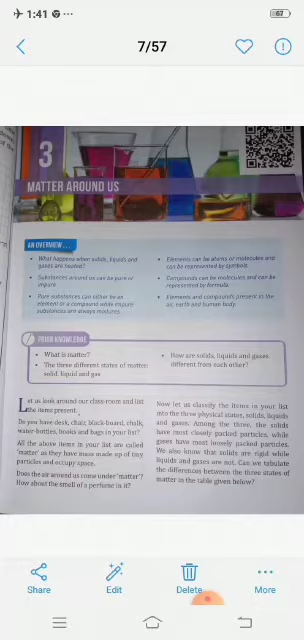 1:41
67
7/57
3
MATTER AROUND US
AN OVERVIEW...
• What happens when solids, liquids and
gases are heated?
• Substances around us can be pure or
impure
• Pure substances can either be an
element or a compound while impure
substances are always mixtures.
• Elements can be atoms or molecules and
can be represented by symbols
• Compounds can be molecules and can be
represented by formula
• Elements and compounds present in the
air, earth and human body.
PRIOR KNOWLEDGE
• What is matter?
• The three different states of matter:
solid, liquid and gas
• How are solids, liquids and gases
different from each other?
Let us look around our class-room and list
the items present.
Do you have desk, chair, black-board, chalk,
water-bottles, books and bags in your list?
All the above items in your list are called
'matter' as they have mass made up of tiny
particles and occupy space.
Does the air around us come under 'matter'?
How about the smell of a perfume in it?
Now let us classify the items in your list
into the three physical states, solids, liquids
and gases. Among the three, the solids
have most closely packed particles, while
gases have most loosely packed particles.
We also know that solids are rigid while
liquids and gases are not. Can we tabulate
the differences between the three states of
matter in the table given below?
Share
Edit
Delete
More